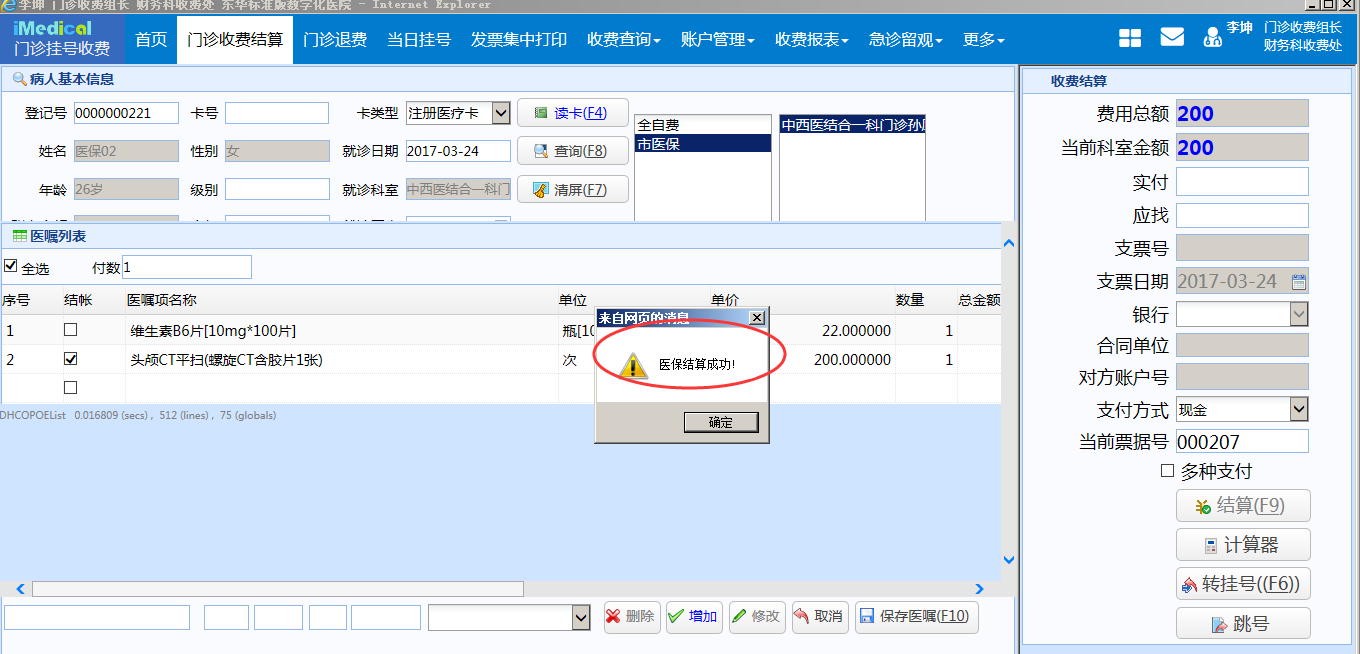 李坤 门诊收费组长 财务科收费处 东华标准版数字化医院 - Internet Explorer
iMedical
门诊挂号收费
首页 门诊收费结算 门诊退费 当日挂号 发票集中打印 收费查询 账户管理 收费报表 急诊留观 更多
李坤 门诊收费组长
财务科收费处
病人基本信息
登记号 0000000221 卡号 卡类型 注册医疗卡 读卡(F4)
姓名 医保02 性别 女 就诊日期 2017-03-24 查询(F8)
年龄 26岁 级别 就诊科室 中西医结合一科门 清屏(F7)
全自费
市医保
中西医结合一科门诊孙
医嘱列表
全选 付数 1
序号 结帐 医嘱项名称 单位 单价 数量 总金额
1 维生素B6片[10mg*100片] 瓶[10 22.000000 1
2 头颅CT平扫(螺旋CT含胶片1张) 次 200.000000 1
DHCOPOEList 0.016809 (secs) , 512 (lines) , 75 (globals)
来自网页的消息
医保结算成功!
确定
删除 增加 修改 取消 保存医嘱(F10)
收费结算
费用总额 200
当前科室金额 200
实付
应找
支票号
支票日期 2017-03-24
银行
合同单位
对方账户号
支付方式 现金
当前票据号 000207
多种支付
结算(F9)
计算器
转挂号((F6))
跳号